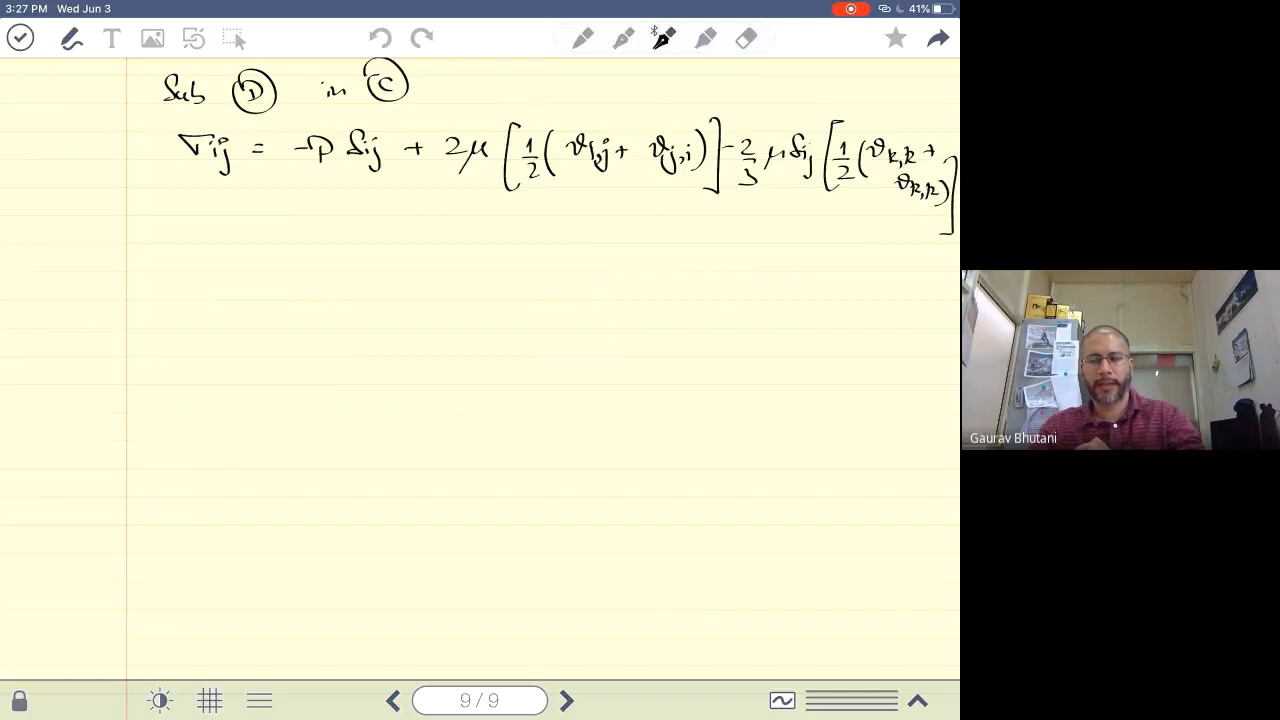 3:27 PM Wed Jun 3 41%
Sub (D) in (C)
σij = -p δij + 2μ [ 1/2 ( vi,j + vj,i ) ] - 2/3 μ δij [ 1/2 ( vk,k +
vk,k ) ]
Gaurav Bhutani
9 / 9